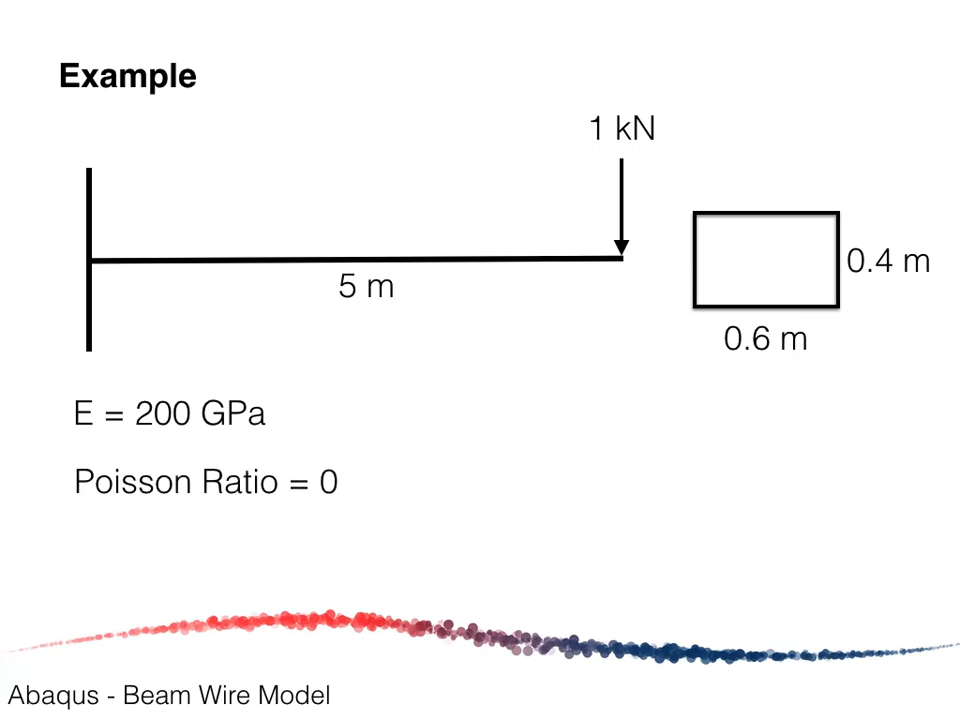 Example
1 kN
5 m
0.4 m
0.6 m
E = 200 GPa
Poisson Ratio = 0
Abaqus - Beam Wire Model